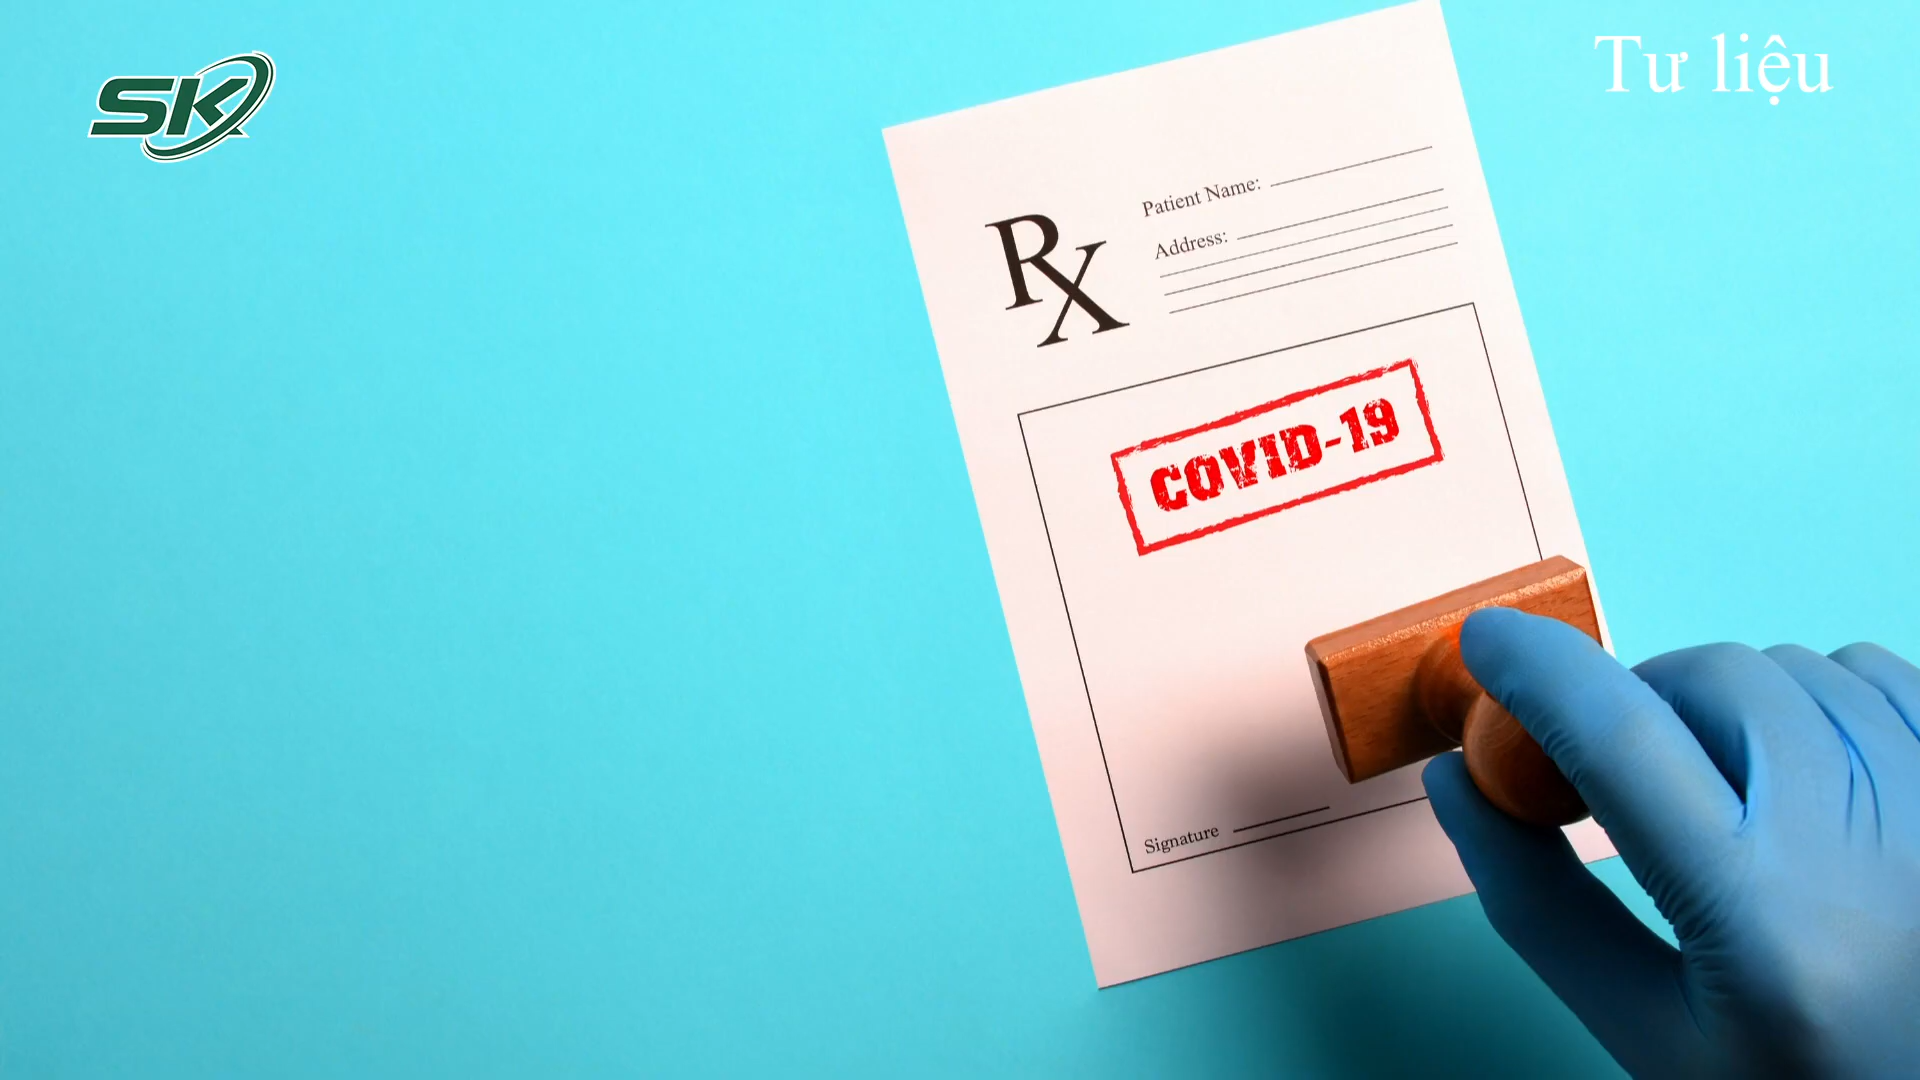 SK
Tư liệu
Rx
Patient Name:
Address:
COVID-19
Signature